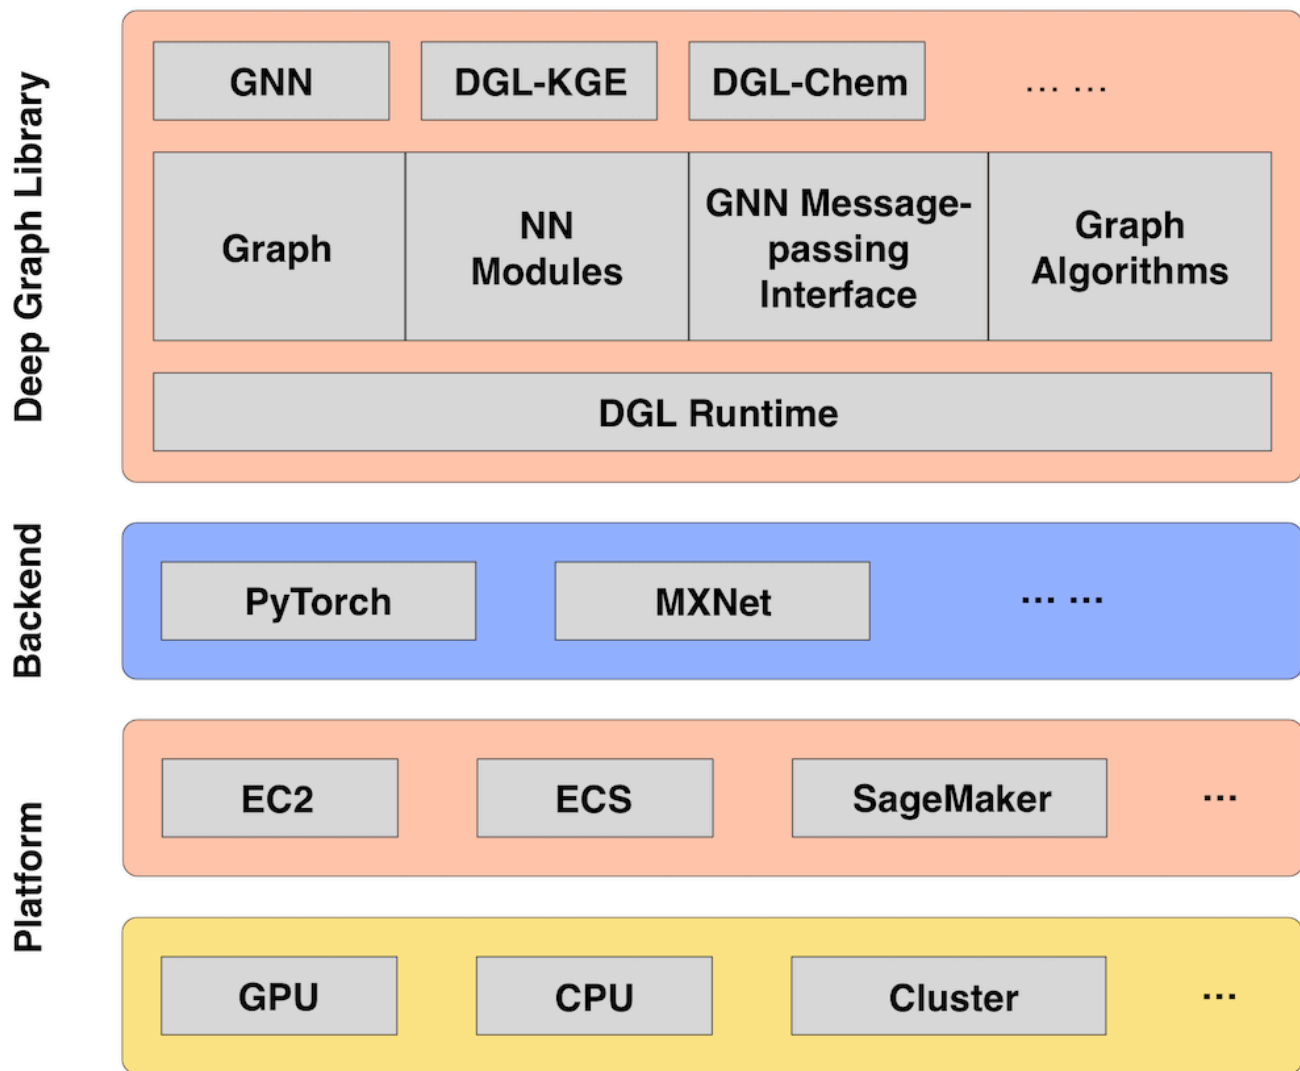 Deep Graph Library
GNN
DGL-KGE
DGL-Chem
... ...
Graph
NN
Modules
GNN Message-
passing
Interface
Graph
Algorithms
DGL Runtime
Backend
PyTorch
MXNet
... ...
Platform
EC2
ECS
SageMaker
...
GPU
CPU
Cluster
...